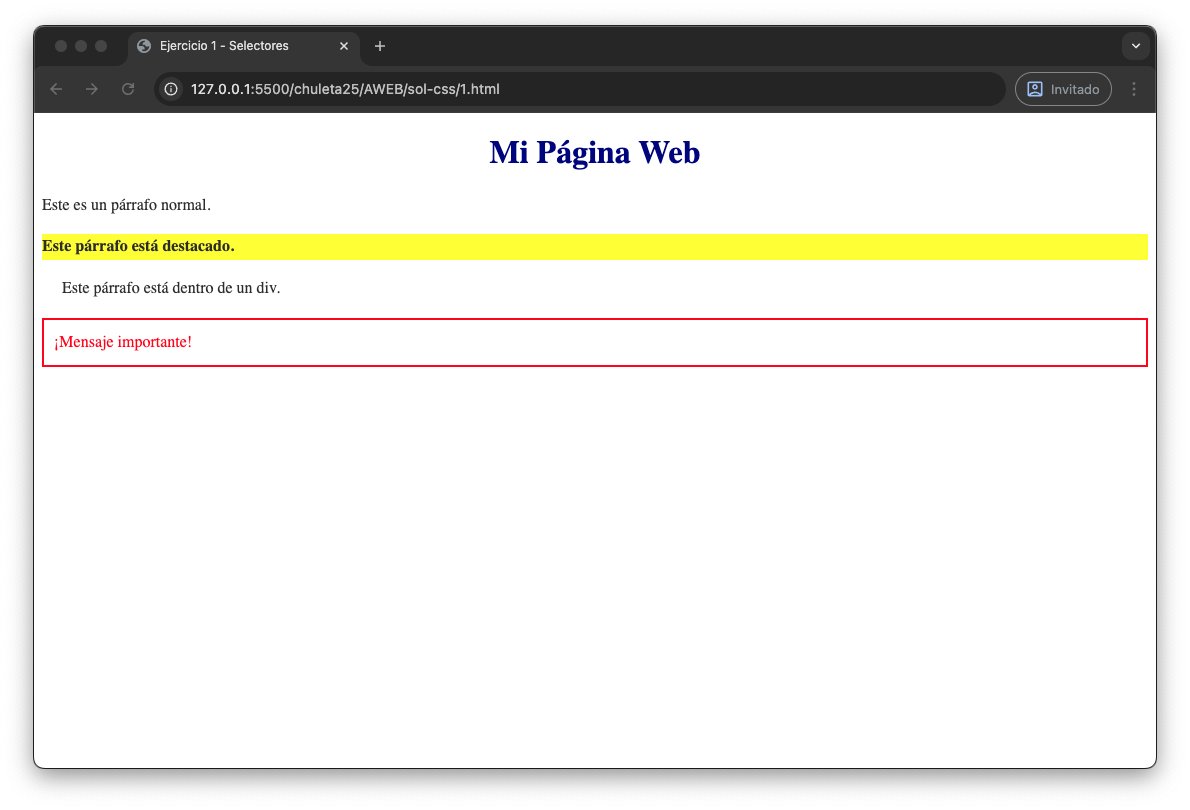 Ejercicio 1 - Selectores
127.0.0.1:5500/chuleta25/AWEB/sol-css/1.html
Invitado
Mi Página Web
Este es un párrafo normal.
Este párrafo está destacado.
Este párrafo está dentro de un div.
¡Mensaje importante!